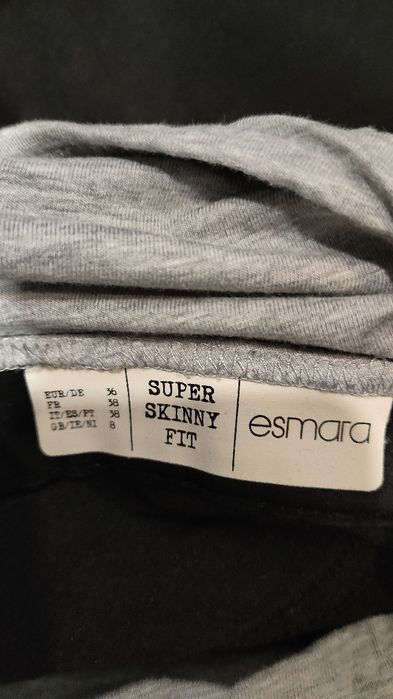 EUR/DE 36
FR 38
IT/ES/PT 38
GB/IE/NI 8
SUPER
SKINNY
FIT
esmara